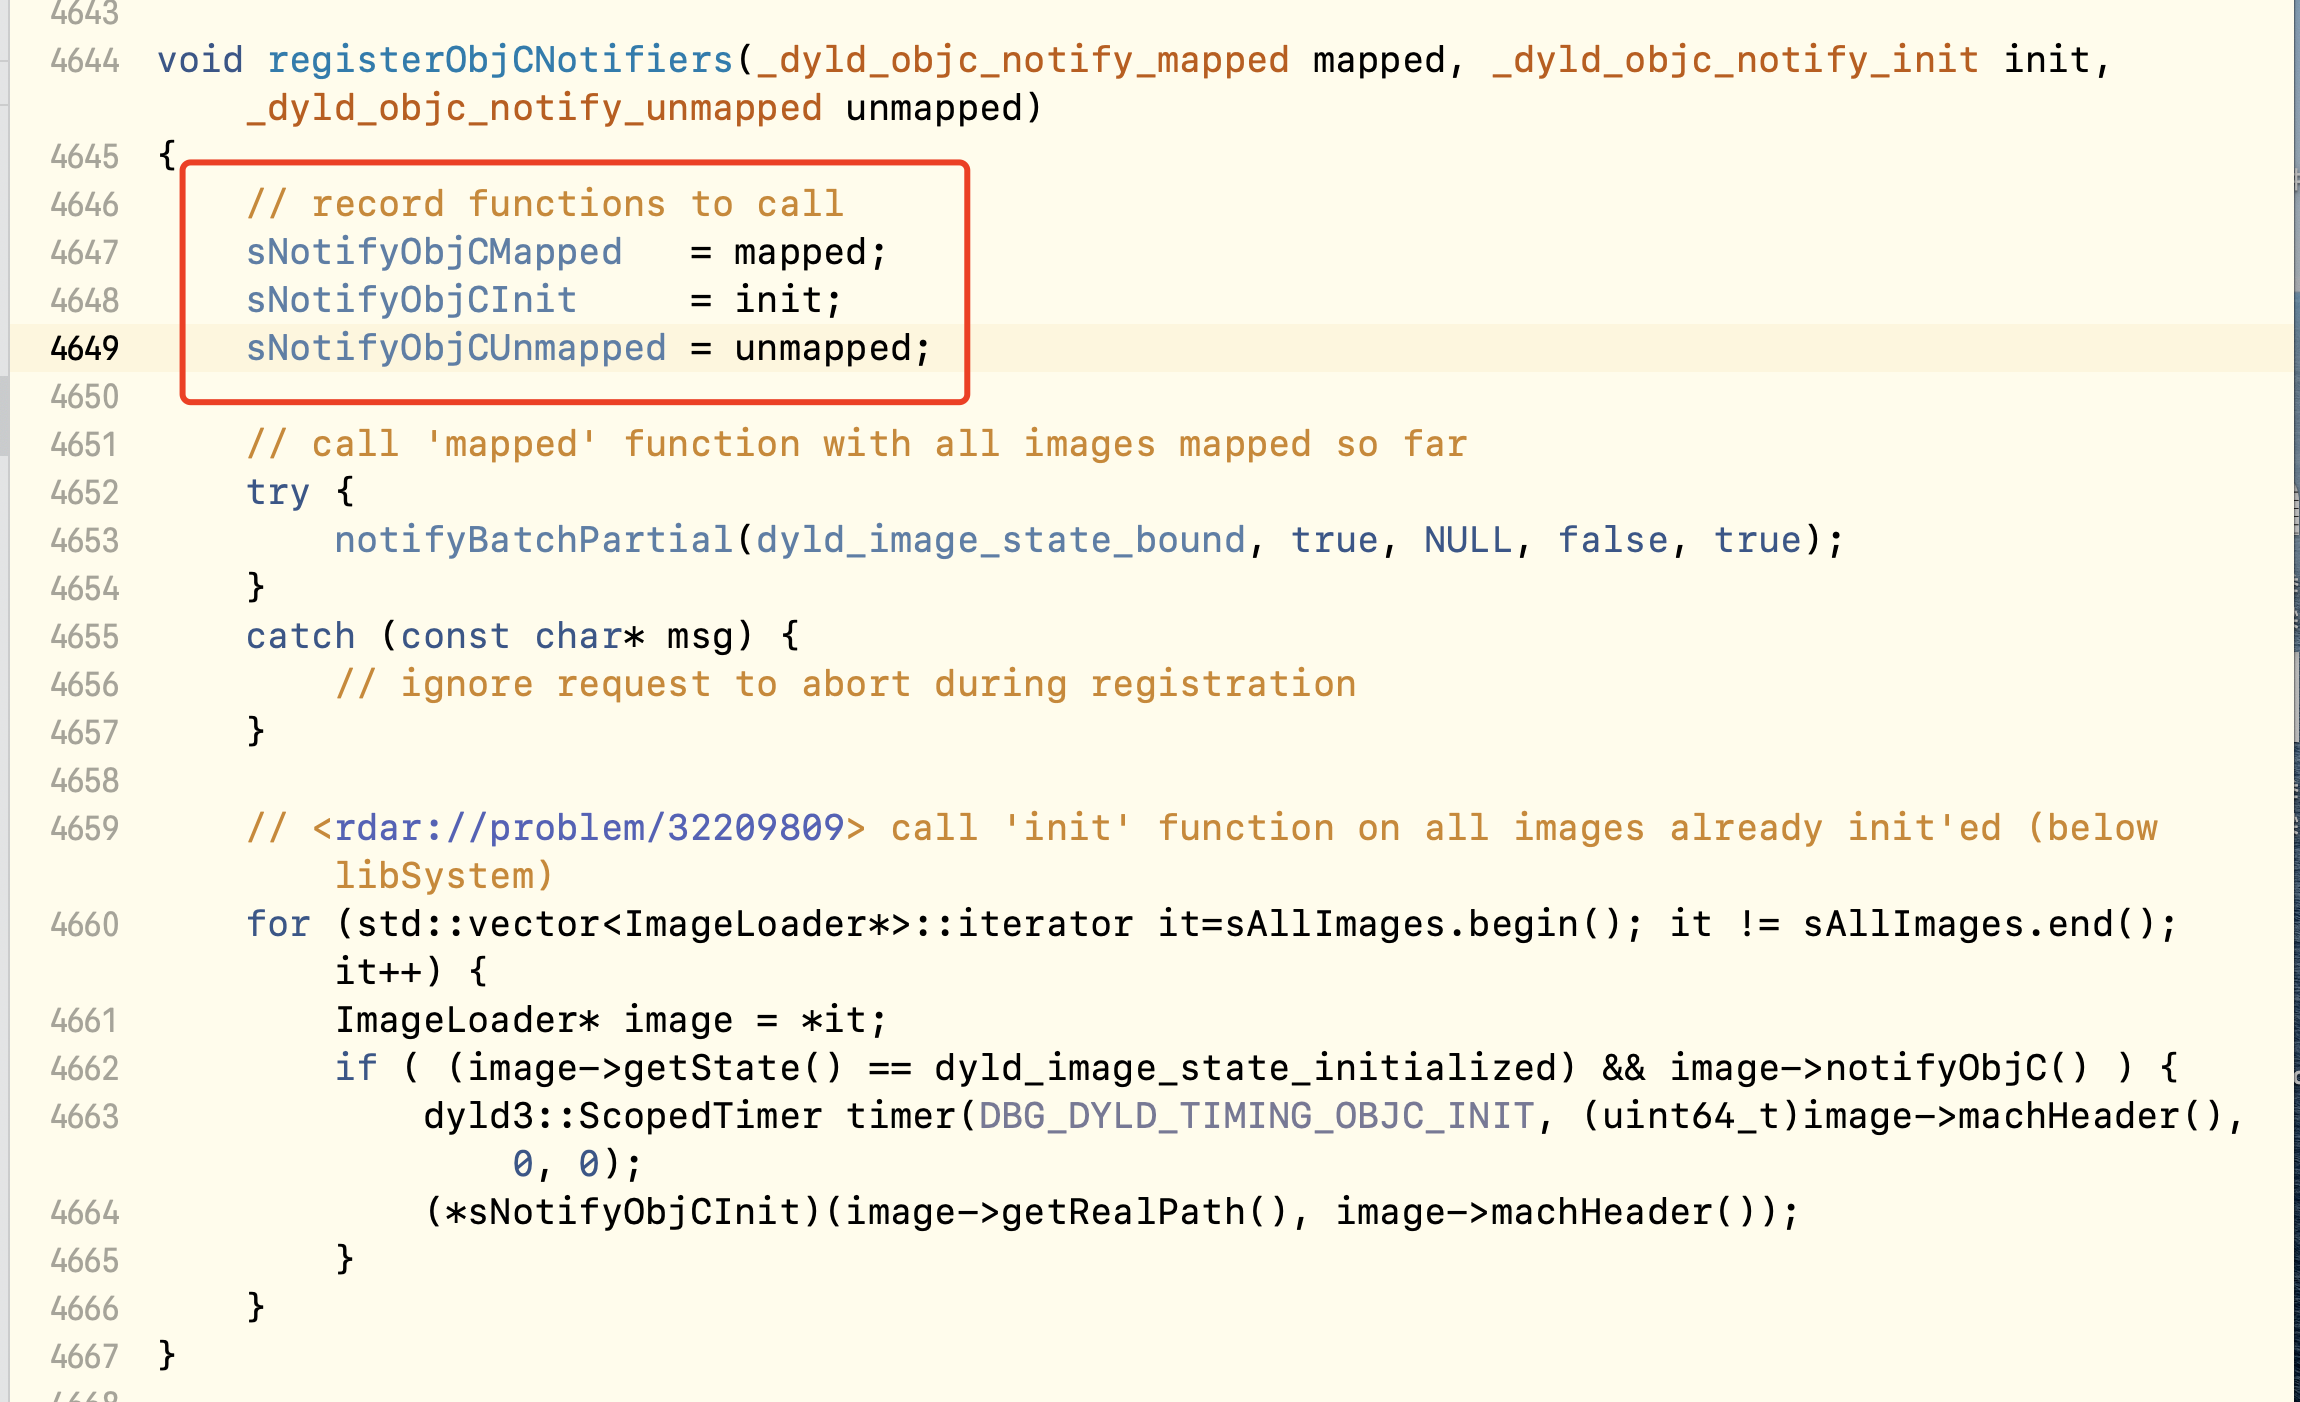 4643
4644 void registerObjCNotifiers(_dyld_objc_notify_mapped mapped, _dyld_objc_notify_init init,
_dyld_objc_notify_unmapped unmapped)
4645 {
4646 // record functions to call
4647 sNotifyObjCMapped = mapped;
4648 sNotifyObjCInit = init;
4649 sNotifyObjCUnmapped = unmapped;
4650
4651 // call 'mapped' function with all images mapped so far
4652 try {
4653 notifyBatchPartial(dyld_image_state_bound, true, NULL, false, true);
4654 }
4655 catch (const char* msg) {
4656 // ignore request to abort during registration
4657 }
4658
4659 // <rdar://problem/32209809> call 'init' function on all images already init'ed (below
libSystem)
4660 for (std::vector<ImageLoader*>::iterator it=sAllImages.begin(); it != sAllImages.end();
it++) {
4661 ImageLoader* image = *it;
4662 if ( (image->getState() == dyld_image_state_initialized) && image->notifyObjC() ) {
4663 dyld3::ScopedTimer timer(DBG_DYLD_TIMING_OBJC_INIT, (uint64_t)image->machHeader(),
0, 0);
4664 (*sNotifyObjCInit)(image->getRealPath(), image->machHeader());
4665 }
4666 }
4667 }
4668